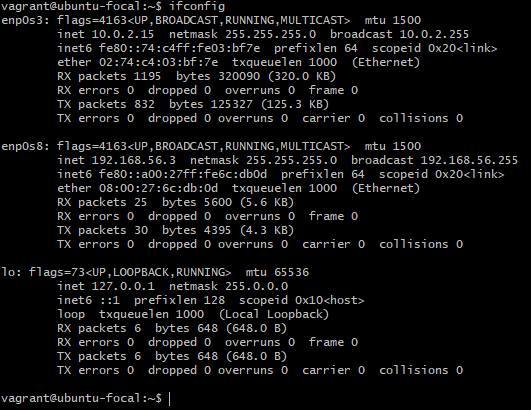 vagrant@ubuntu-focal:~$ ifconfig
enp0s3: flags=4163<UP,BROADCAST,RUNNING,MULTICAST>  mtu 1500
        inet 10.0.2.15  netmask 255.255.255.0  broadcast 10.0.2.255
        inet6 fe80::74:c4ff:fe03:bf7e  prefixlen 64  scopeid 0x20<link>
        ether 02:74:c4:03:bf:7e  txqueuelen 1000  (Ethernet)
        RX packets 1195  bytes 320090 (320.0 KB)
        RX errors 0  dropped 0  overruns 0  frame 0
        TX packets 832  bytes 125327 (125.3 KB)
        TX errors 0  dropped 0 overruns 0  carrier 0  collisions 0

enp0s8: flags=4163<UP,BROADCAST,RUNNING,MULTICAST>  mtu 1500
        inet 192.168.56.3  netmask 255.255.255.0  broadcast 192.168.56.255
        inet6 fe80::a00:27ff:fe6c:db0d  prefixlen 64  scopeid 0x20<link>
        ether 08:00:27:6c:db:0d  txqueuelen 1000  (Ethernet)
        RX packets 25  bytes 5600 (5.6 KB)
        RX errors 0  dropped 0  overruns 0  frame 0
        TX packets 30  bytes 4395 (4.3 KB)
        TX errors 0  dropped 0 overruns 0  carrier 0  collisions 0

lo: flags=73<UP,LOOPBACK,RUNNING>  mtu 65536
        inet 127.0.0.1  netmask 255.0.0.0
        inet6 ::1  prefixlen 128  scopeid 0x10<host>
        loop  txqueuelen 1000  (Local Loopback)
        RX packets 6  bytes 648 (648.0 B)
        RX errors 0  dropped 0  overruns 0  frame 0
        TX packets 6  bytes 648 (648.0 B)
        TX errors 0  dropped 0 overruns 0  carrier 0  collisions 0

vagrant@ubuntu-focal:~$